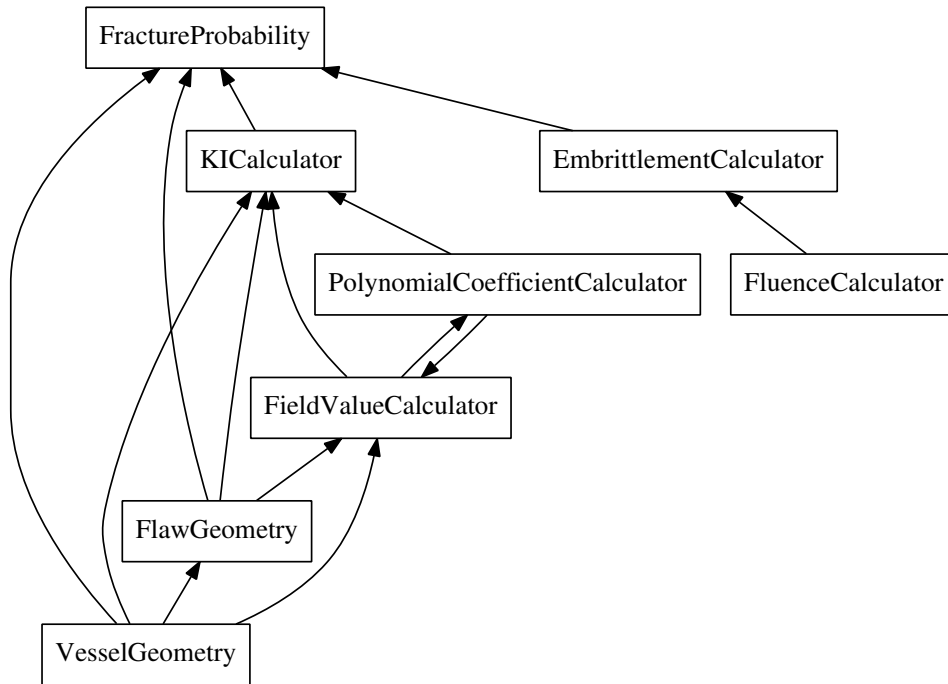 FractureProbability
KICalculator
EmbrittlementCalculator
PolynomialCoefficientCalculator
FluenceCalculator
FieldValueCalculator
FlawGeometry
VesselGeometry